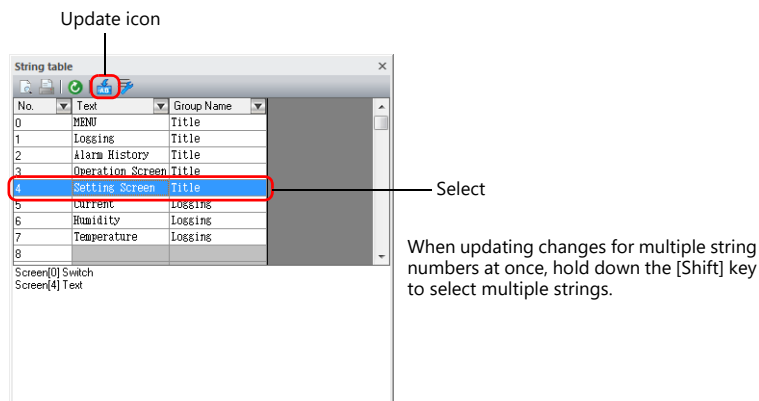 Update icon
String table
No. Text Group Name
0 MENU Title
1 Logging Title
2 Alarm History Title
3 Operation Screen Title
4 Setting Screen Title
5 Current Logging
6 Humidity Logging
7 Temperature Logging
8
Screen[0] Switch
Screen[4] Text
Select
When updating changes for multiple string
numbers at once, hold down the [Shift] key
to select multiple strings.